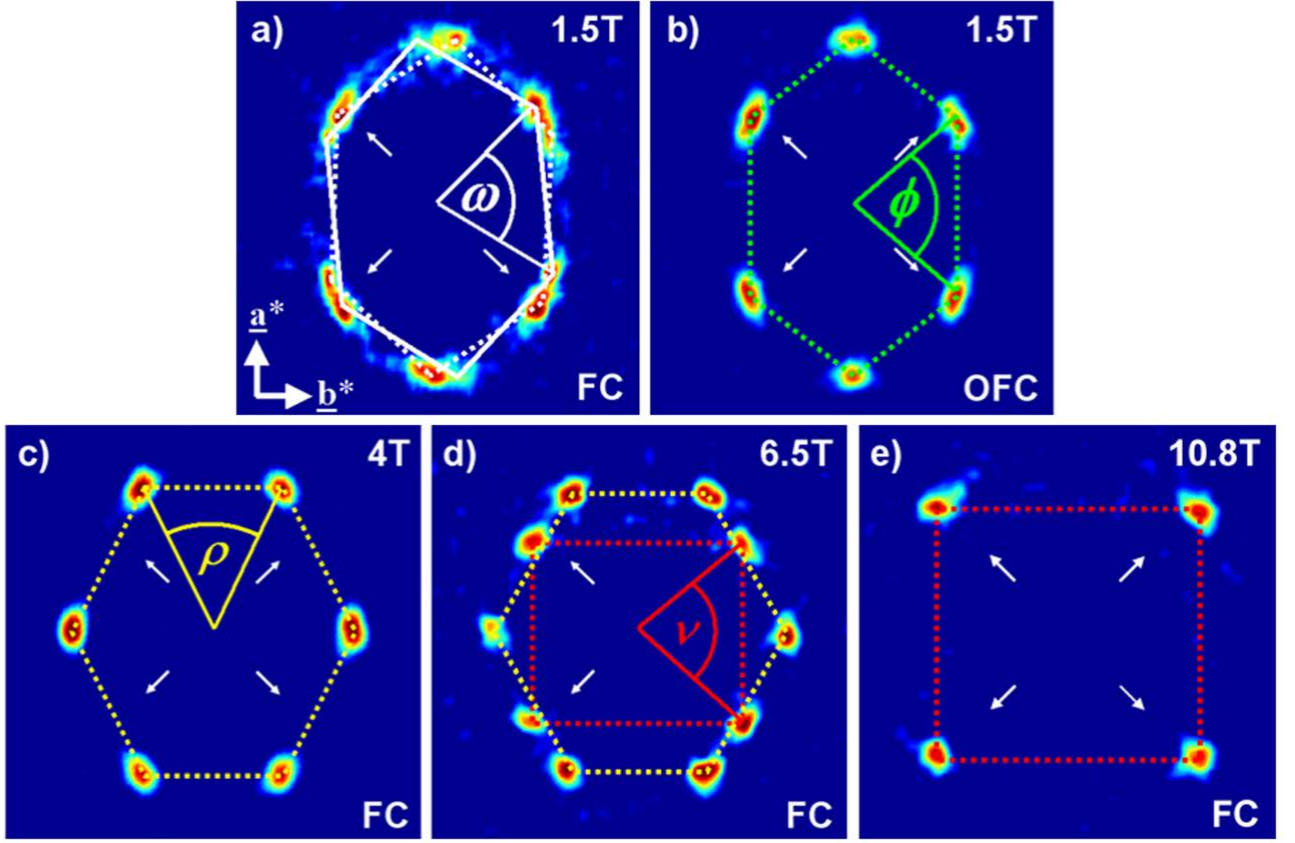 a) 1.5T
ω
a*
b*
FC
b) 1.5T
ϕ
OFC
c) 4T
ρ
FC
d) 6.5T
ν
FC
e) 10.8T
FC